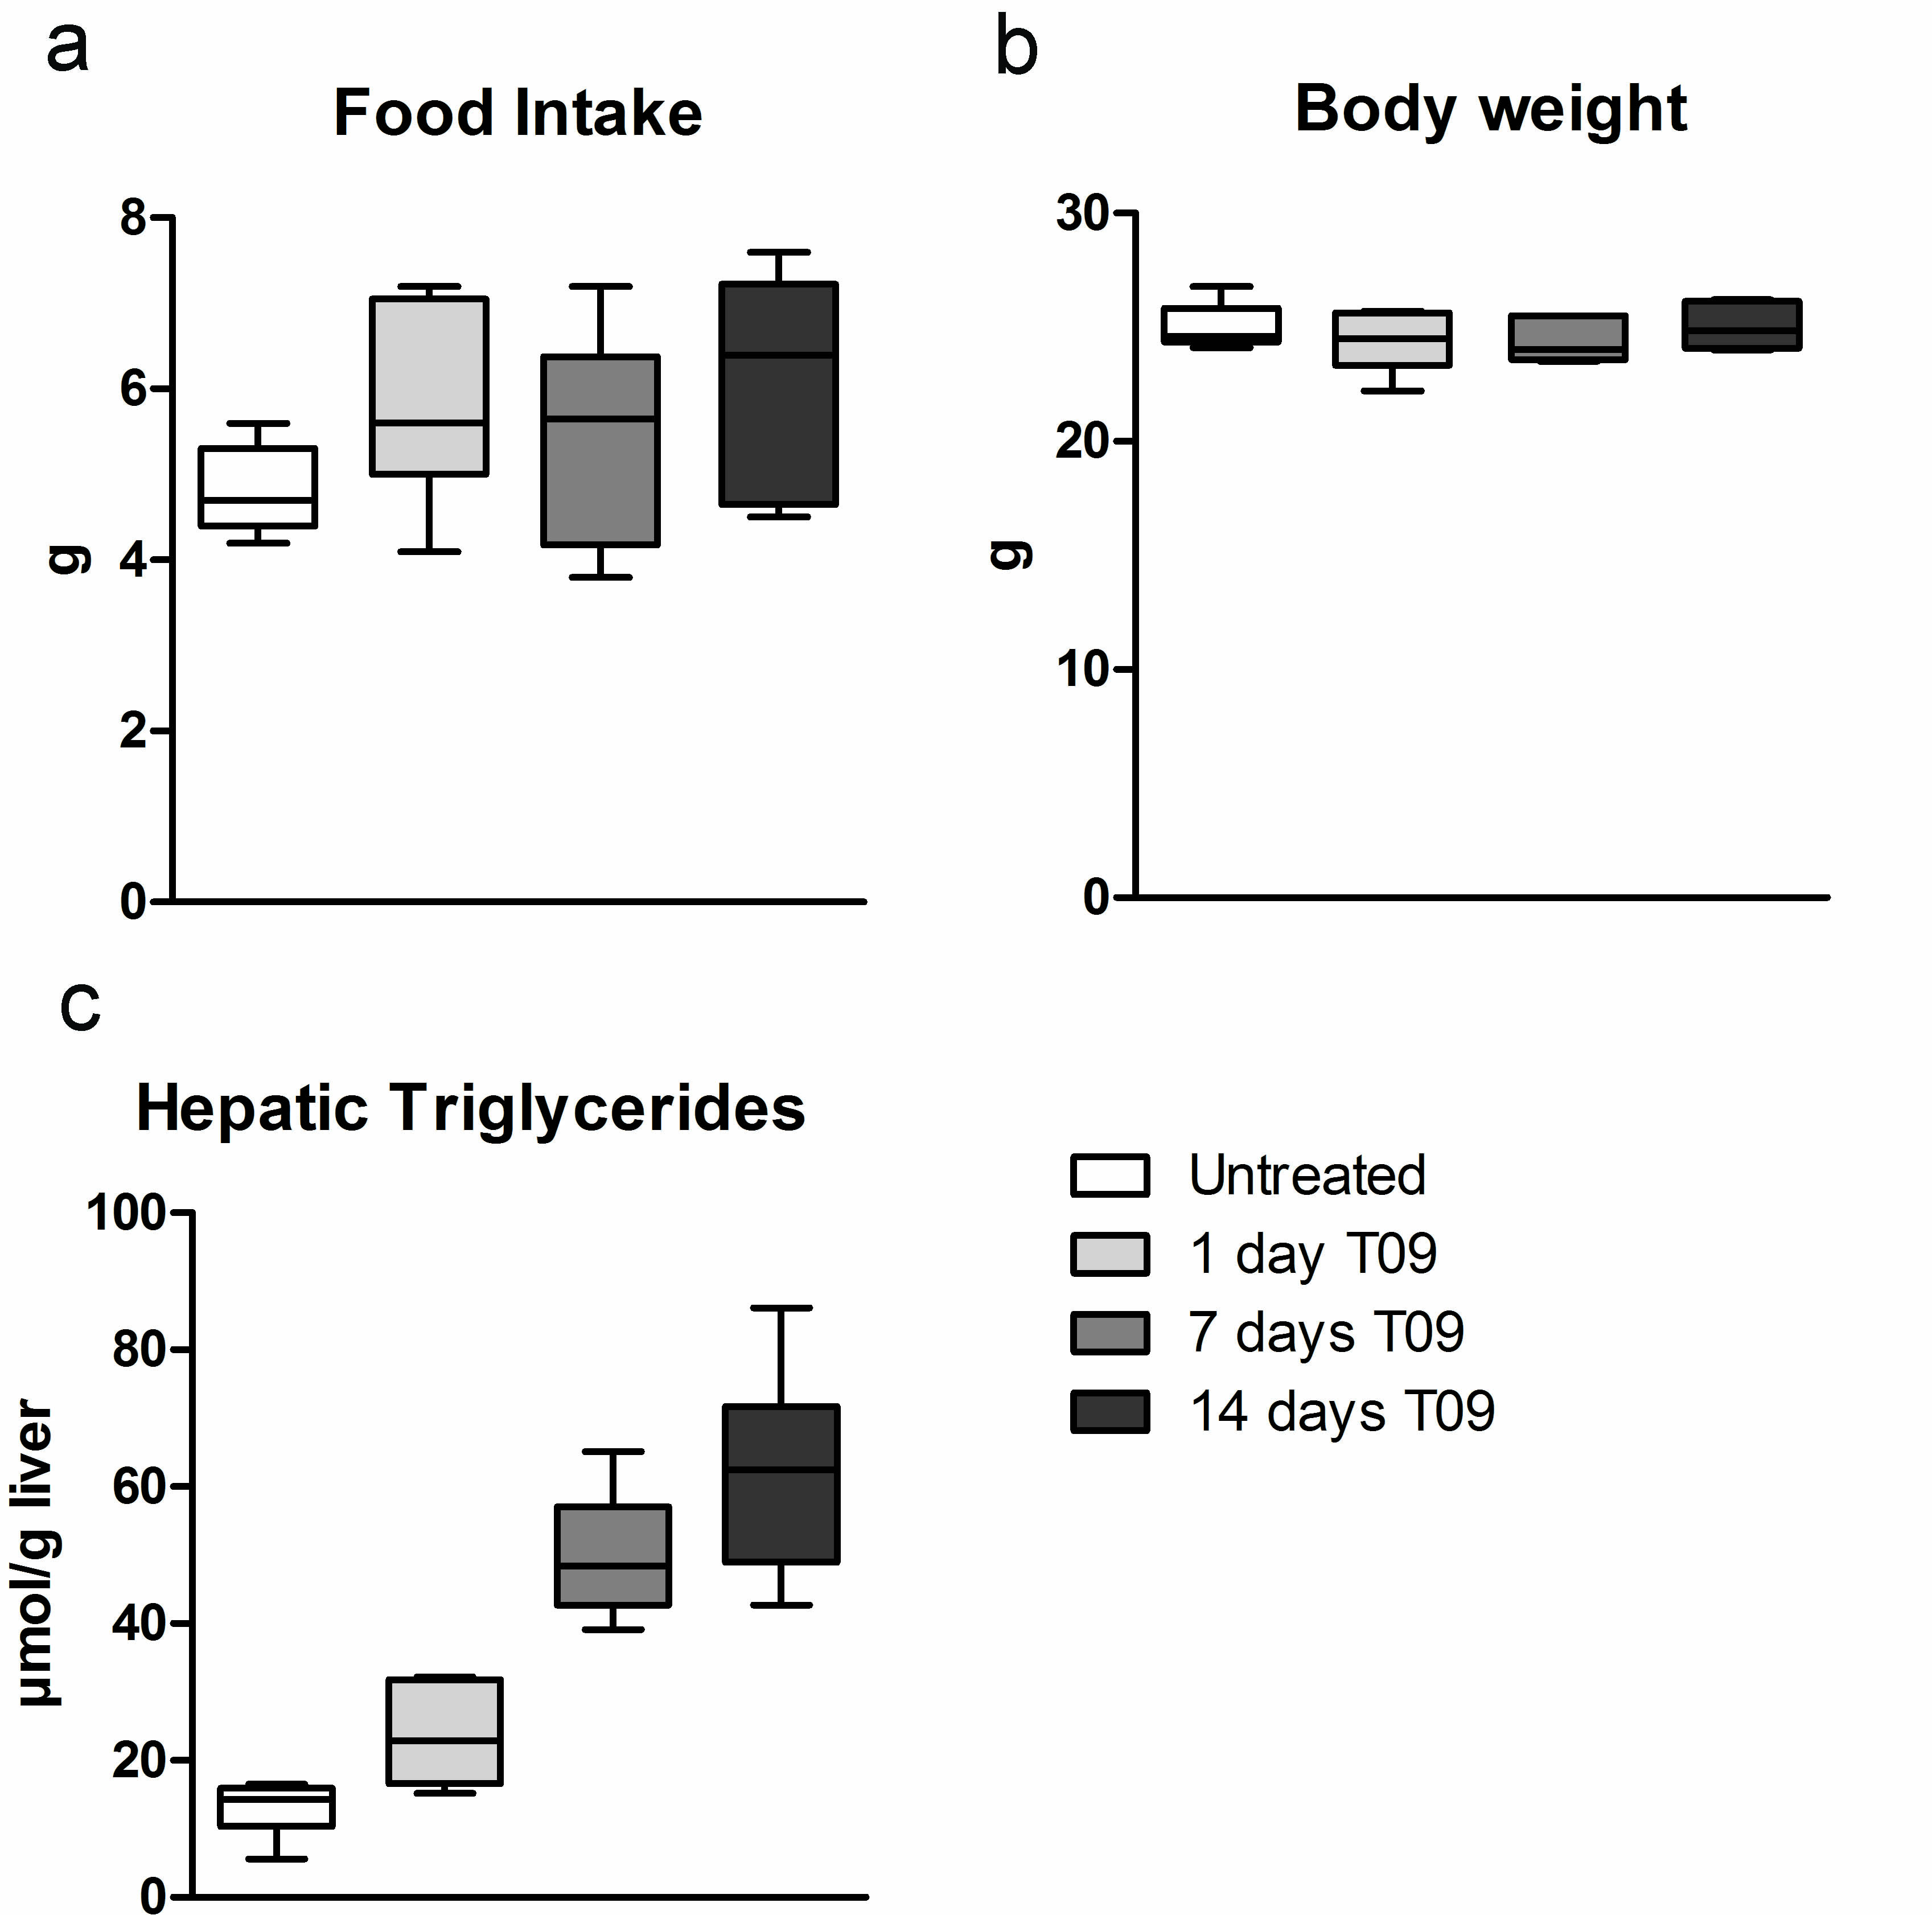 a
Food Intake
8
6
4
2
0
g
b
Body weight
30
20
10
0
g
c
Hepatic Triglycerides
100
80
60
40
20
0
µmol/g liver
Untreated
1 day T09
7 days T09
14 days T09